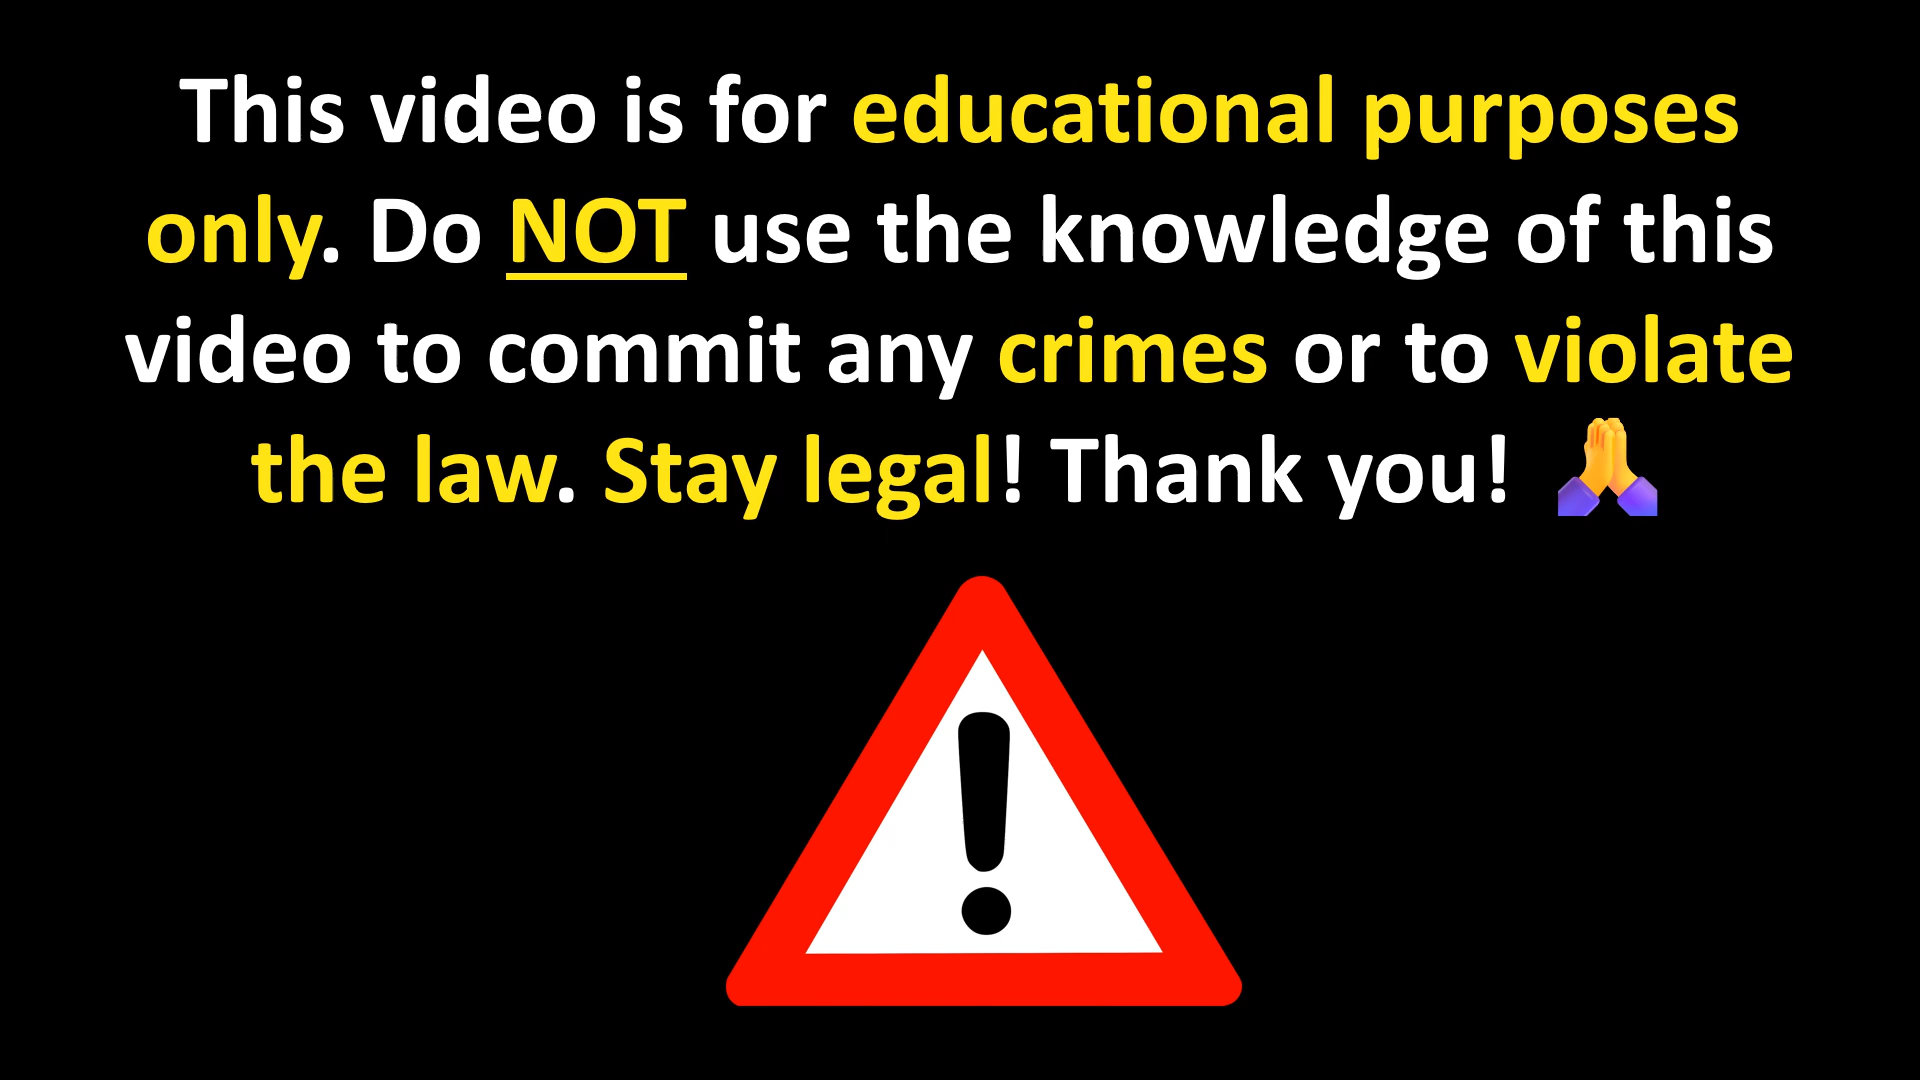 This video is for educational purposes
only. Do NOT use the knowledge of this
video to commit any crimes or to violate
the law. Stay legal! Thank you! 🙏